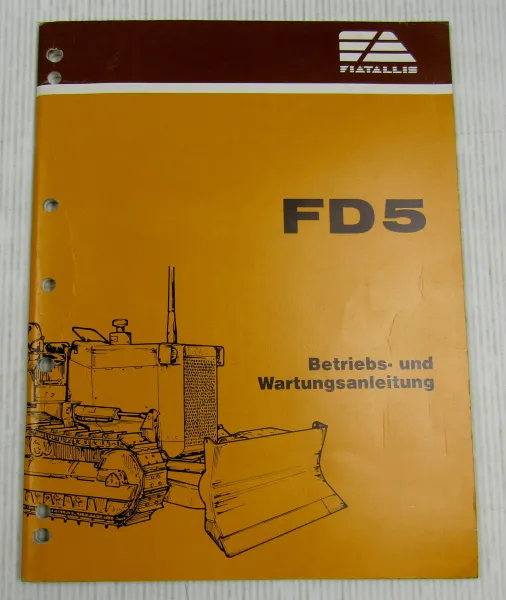 FIATALLIS
FD5
Betriebs- und
Wartungsanleitung